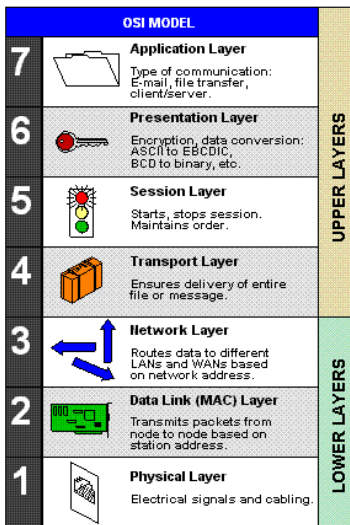 OSI MODEL
7
Application Layer
Type of communication:
E-mail, file transfer,
client/server.
6
Presentation Layer
Encryption, data conversion:
ASCII to EBCDIC,
BCD to binary, etc.
5
Session Layer
Starts, stops session.
Maintains order.
4
Transport Layer
Ensures delivery of entire
file or message.
UPPER LAYERS
3
Network Layer
Routes data to different
LANs and WANs based
on network address.
2
Data Link (MAC) Layer
Transmits packets from
node to node based on
station address.
1
Physical Layer
Electrical signals and cabling.
LOWER LAYERS